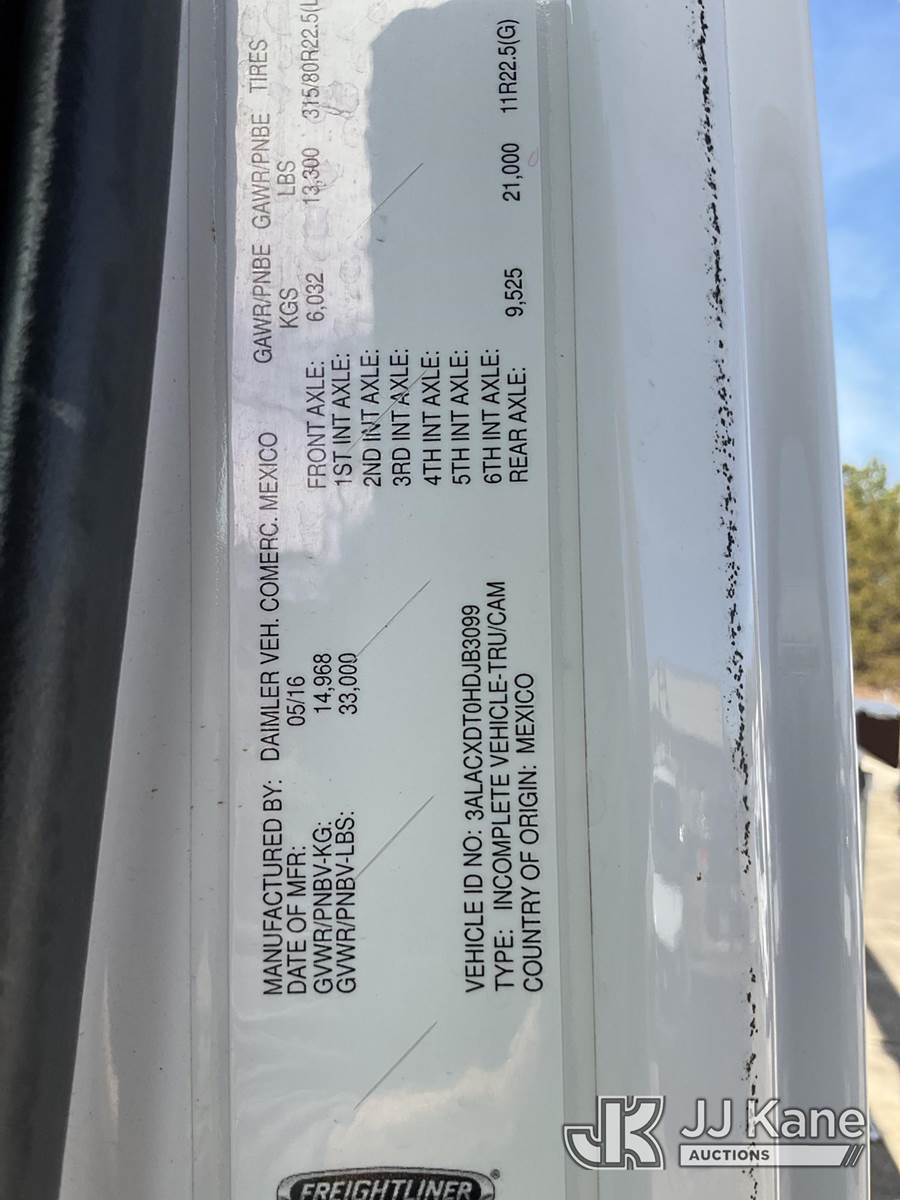 FREIGHTLINER®
MANUFACTURED BY: DAIMLER VEH. COMERC. MEXICO
DATE OF MFR: 05/16
GVWR/PNBV-KG: 14,968
GVWR/PNBV-LBS: 33,000
VEHICLE ID NO: 3ALACXDT0HDJB3099
TYPE: INCOMPLETE VEHICLE-TRU/CAM
COUNTRY OF ORIGIN: MEXICO
GAWR/PNBE GAWR/PNBE TIRES
KGS LBS
FRONT AXLE: 6,032 13,300 315/80R22.5(L
1ST INT AXLE:
2ND INT AXLE:
3RD INT AXLE:
4TH INT AXLE:
5TH INT AXLE:
6TH INT AXLE:
REAR AXLE: 9,525 21,000 11R22.5(G)
JK JJ Kane
AUCTIONS